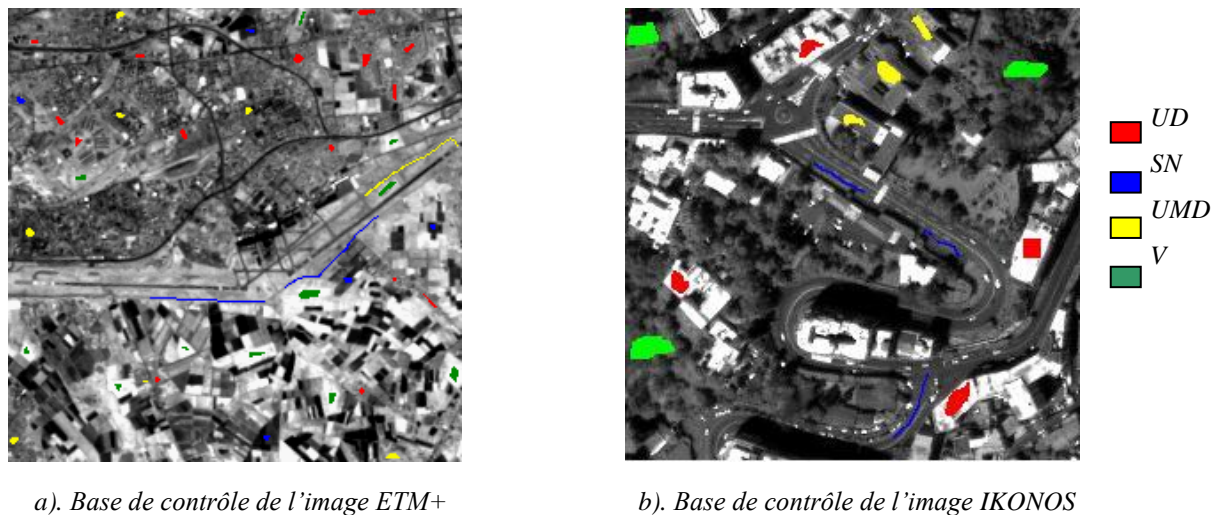 UD
SN
UMD
V
a). Base de contrôle de l'image ETM+
b). Base de contrôle de l'image IKONOS